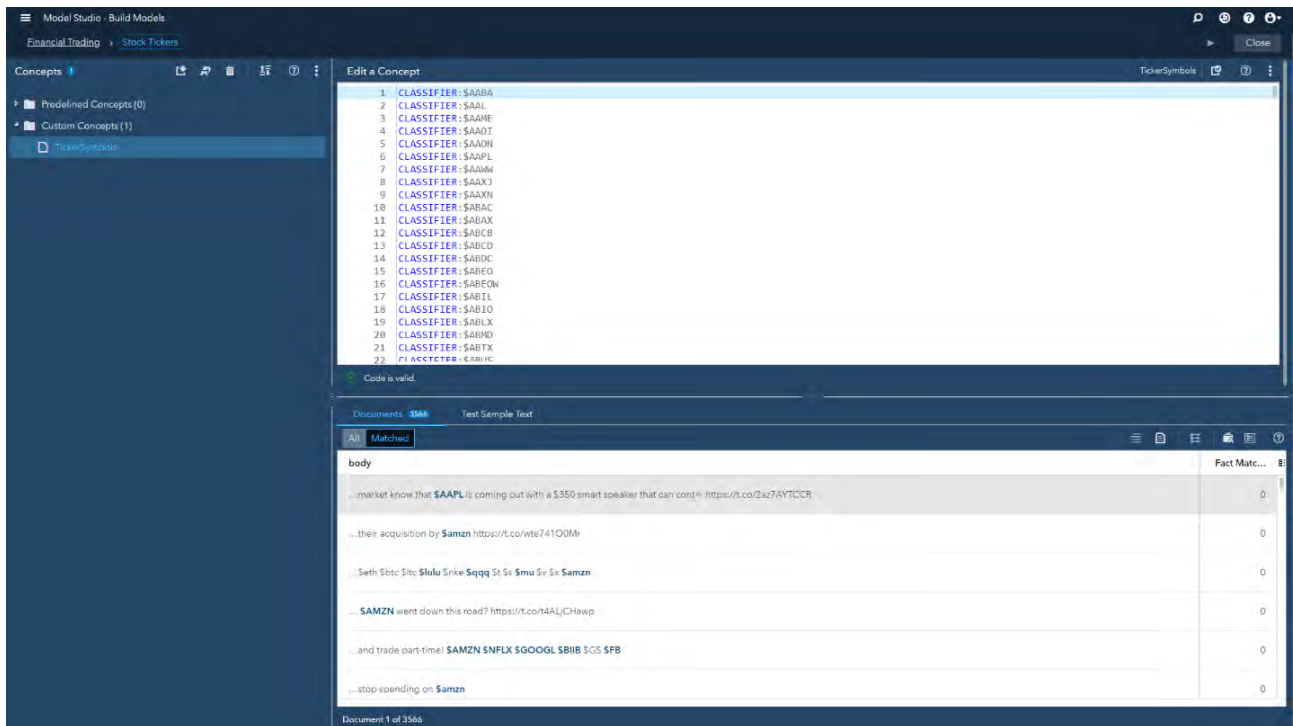 Model Studio - Build Models
Financial Trading > Stock Tickers
Close
Concepts 1
Predefined Concepts (0)
Custom Concepts (1)
TickerSymbols
Edit a Concept
TickerSymbols
1 CLASSIFIER:$AABA
2 CLASSIFIER:$AAL
3 CLASSIFIER:$AAME
4 CLASSIFIER:$AAOI
5 CLASSIFIER:$AAON
6 CLASSIFIER:$AAPL
7 CLASSIFIER:$AAWW
8 CLASSIFIER:$AAXJ
9 CLASSIFIER:$AAXN
10 CLASSIFIER:$ABAC
11 CLASSIFIER:$ABAX
12 CLASSIFIER:$ABCB
13 CLASSIFIER:$ABCD
14 CLASSIFIER:$ABDC
15 CLASSIFIER:$ABEO
16 CLASSIFIER:$ABEOW
17 CLASSIFIER:$ABIL
18 CLASSIFIER:$ABIO
19 CLASSIFIER:$ABLX
20 CLASSIFIER:$ABMD
21 CLASSIFIER:$ABTX
22 CLASSIFIER:$ABUS
Code is valid.
Documents 3566 Test Sample Text
All Matched
body Fact Matc...
...market know that $AAPL is coming out with a $350 smart speaker that can cont https://t.co/2az7AYTCCR 0
...their acquisition by $amzn https://t.co/wte741O0Mr 0
...$eth $btc $ltc $lulu $nke $qqq $t $s $mu $v $x $amzn 0
... $AMZN went down this road? https://t.co/t4ALjCHawp 0
...and trade part-time! $AMZN $NFLX $GOOGL $BIIB $GS $FB 0
...stop spending on $amzn 0
Document 1 of 3566